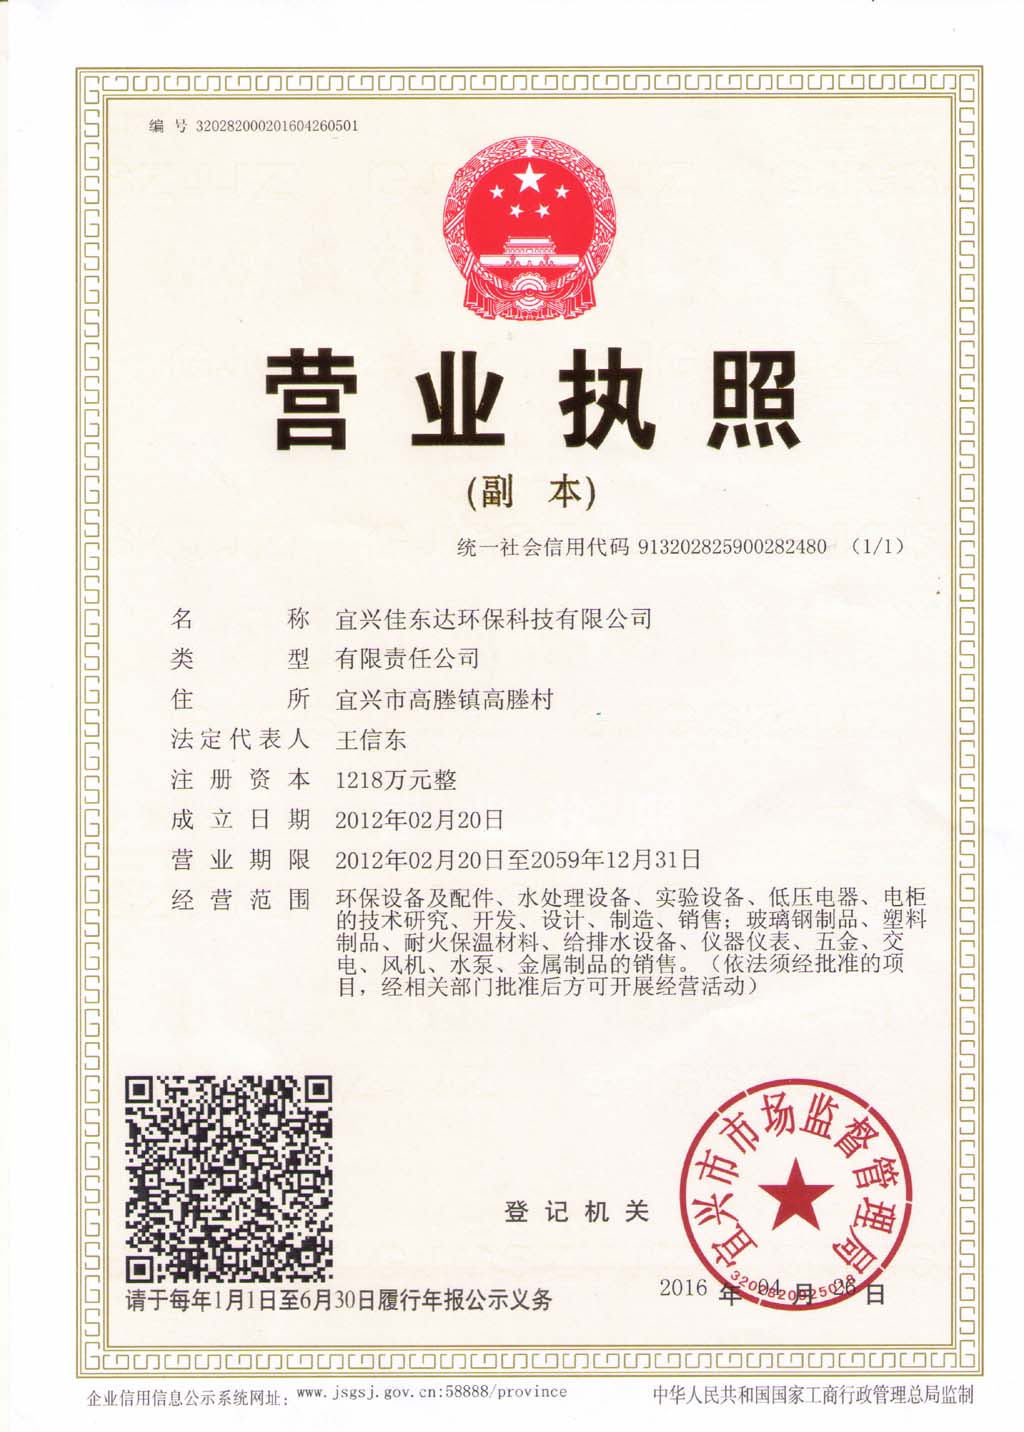 编 号 320282000201604260501
营业执照
(副 本)
统一社会信用代码 913202825900282480 （1/1）
名 称 宜兴佳东达环保科技有限公司
类 型 有限责任公司
住 所 宜兴市高塍镇高塍村
法定代表人 王信东
注册资本 1218万元整
成立日期 2012年02月20日
营业期限 2012年02月20日至2059年12月31日
经营范围 环保设备及配件、水处理设备、实验设备、低压电器、电柜
的技术研究、开发、设计、制造、销售；玻璃钢制品、塑料
制品、耐火保温材料、给排水设备、仪器仪表、五金、交
电、风机、水泵、金属制品的销售。（依法须经批准的项
目，经相关部门批准后方可开展经营活动）
宜兴市市场监督管理局
登记机关
2016 年 04 月 26 日
请于每年1月1日至6月30日履行年报公示义务
企业信用信息公示系统网址：www.jsgsj.gov.cn:58888/province
中华人民共和国国家工商行政管理总局监制